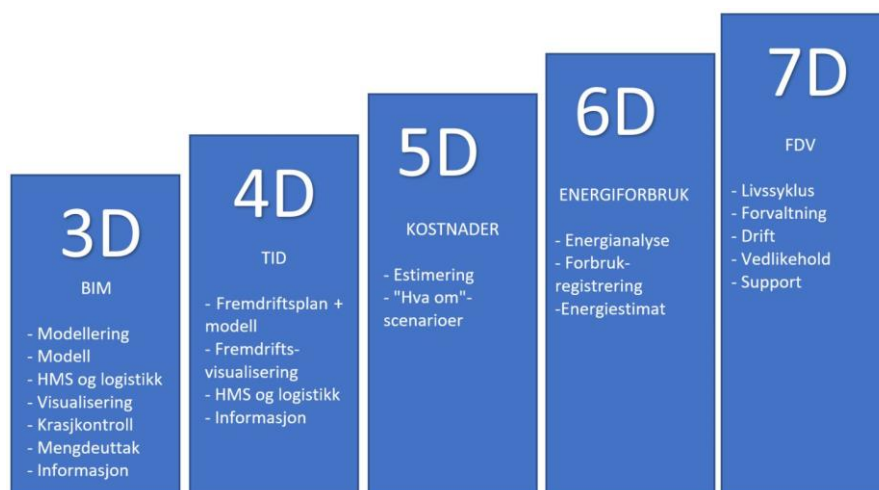 3D
BIM
- Modellering
- Modell
- HMS og logistikk
- Visualisering
- Krasjkontroll
- Mengdeuttak
- Informasjon
4D
TID
- Fremdriftsplan +
modell
- Fremdrifts-
visualisering
- HMS og logistikk
- Informasjon
5D
KOSTNADER
- Estimering
- "Hva om"-
scenarioer
6D
ENERGIFORBRUK
- Energianalyse
- Forbruk-
registrering
-Energiestimat
7D
FDV
- Livssyklus
- Forvaltning
- Drift
- Vedlikehold
- Support